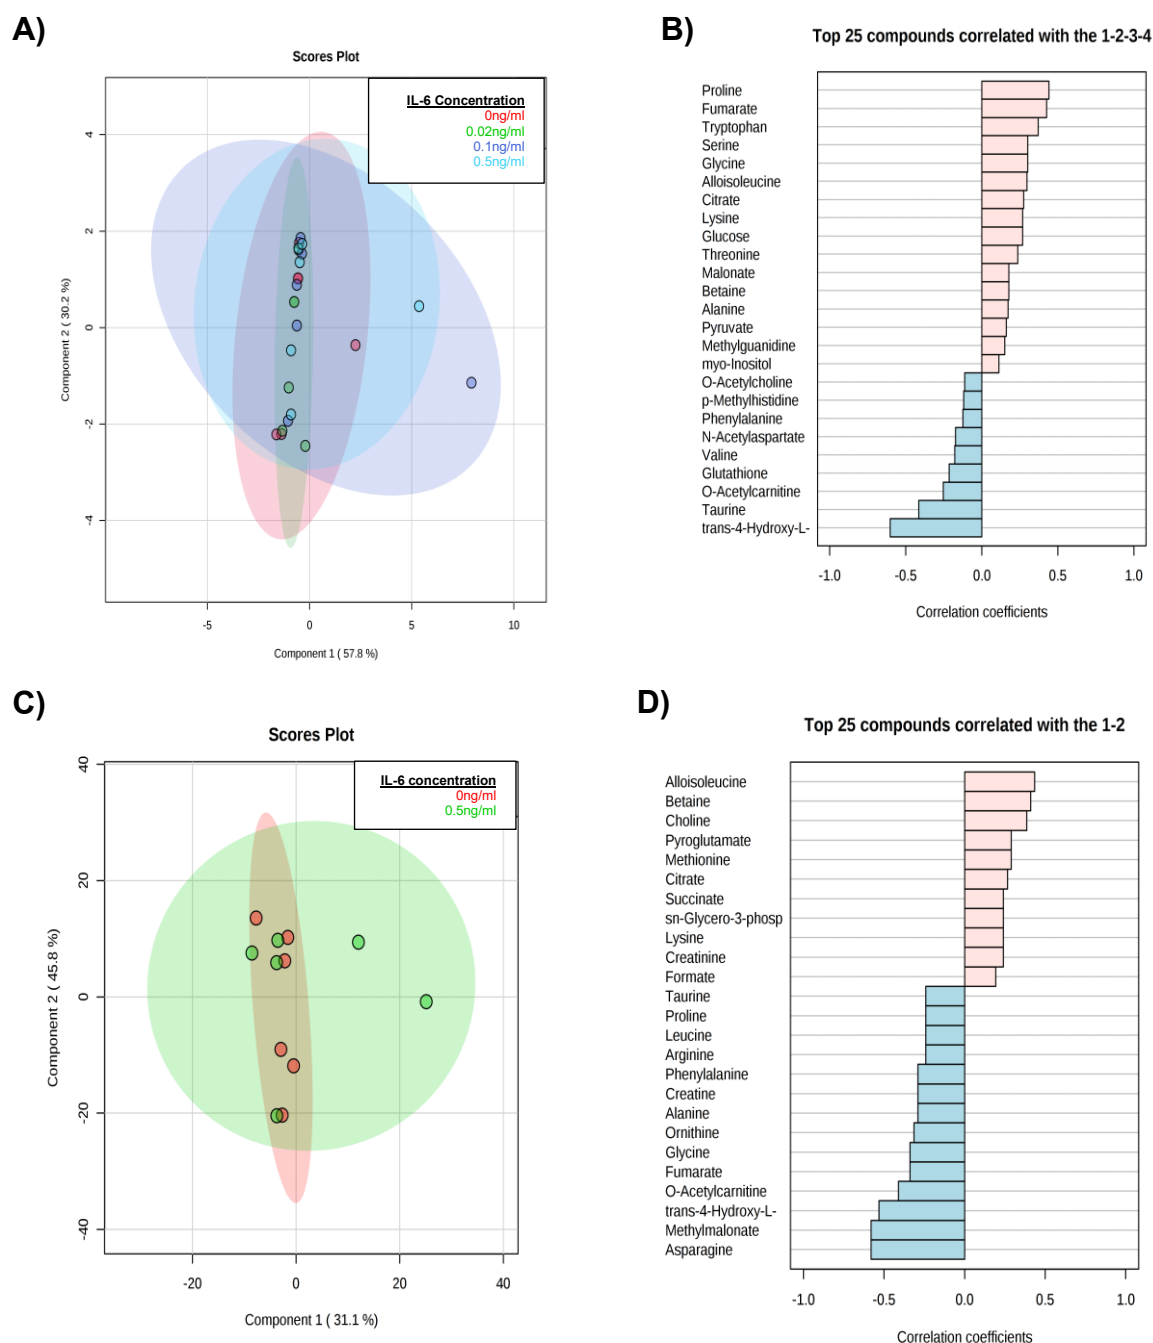 A)
Scores Plot
IL-6 Concentration
0ng/ml
0.02ng/ml
0.1ng/ml
0.5ng/ml
Component 2 ( 30.2 %)
4
2
0
-2
-4
-5
0
5
10
Component 1 ( 57.8 %)
B)
Top 25 compounds correlated with the 1-2-3-4
Proline
Fumarate
Tryptophan
Serine
Glycine
Alloisoleucine
Citrate
Lysine
Glucose
Threonine
Malonate
Betaine
Alanine
Pyruvate
Methylguanidine
myo-Inositol
O-Acetylcholine
p-Methylhistidine
Phenylalanine
N-Acetylaspartate
Valine
Glutathione
O-Acetylcarnitine
Taurine
trans-4-Hydroxy-L-
-1.0
-0.5
0.0
0.5
1.0
Correlation coefficients
C)
Scores Plot
IL-6 concentration
0ng/ml
0.5ng/ml
Component 2 ( 45.8 %)
40
20
0
-20
-40
-20
0
20
40
Component 1 ( 31.1 %)
D)
Top 25 compounds correlated with the 1-2
Alloisoleucine
Betaine
Choline
Pyroglutamate
Methionine
Citrate
Succinate
sn-Glycero-3-phosp
Lysine
Creatinine
Formate
Taurine
Proline
Leucine
Arginine
Phenylalanine
Creatine
Alanine
Ornithine
Glycine
Fumarate
O-Acetylcarnitine
trans-4-Hydroxy-L-
Methylmalonate
Asparagine
-1.0
-0.5
0.0
0.5
1.0
Correlation coefficients